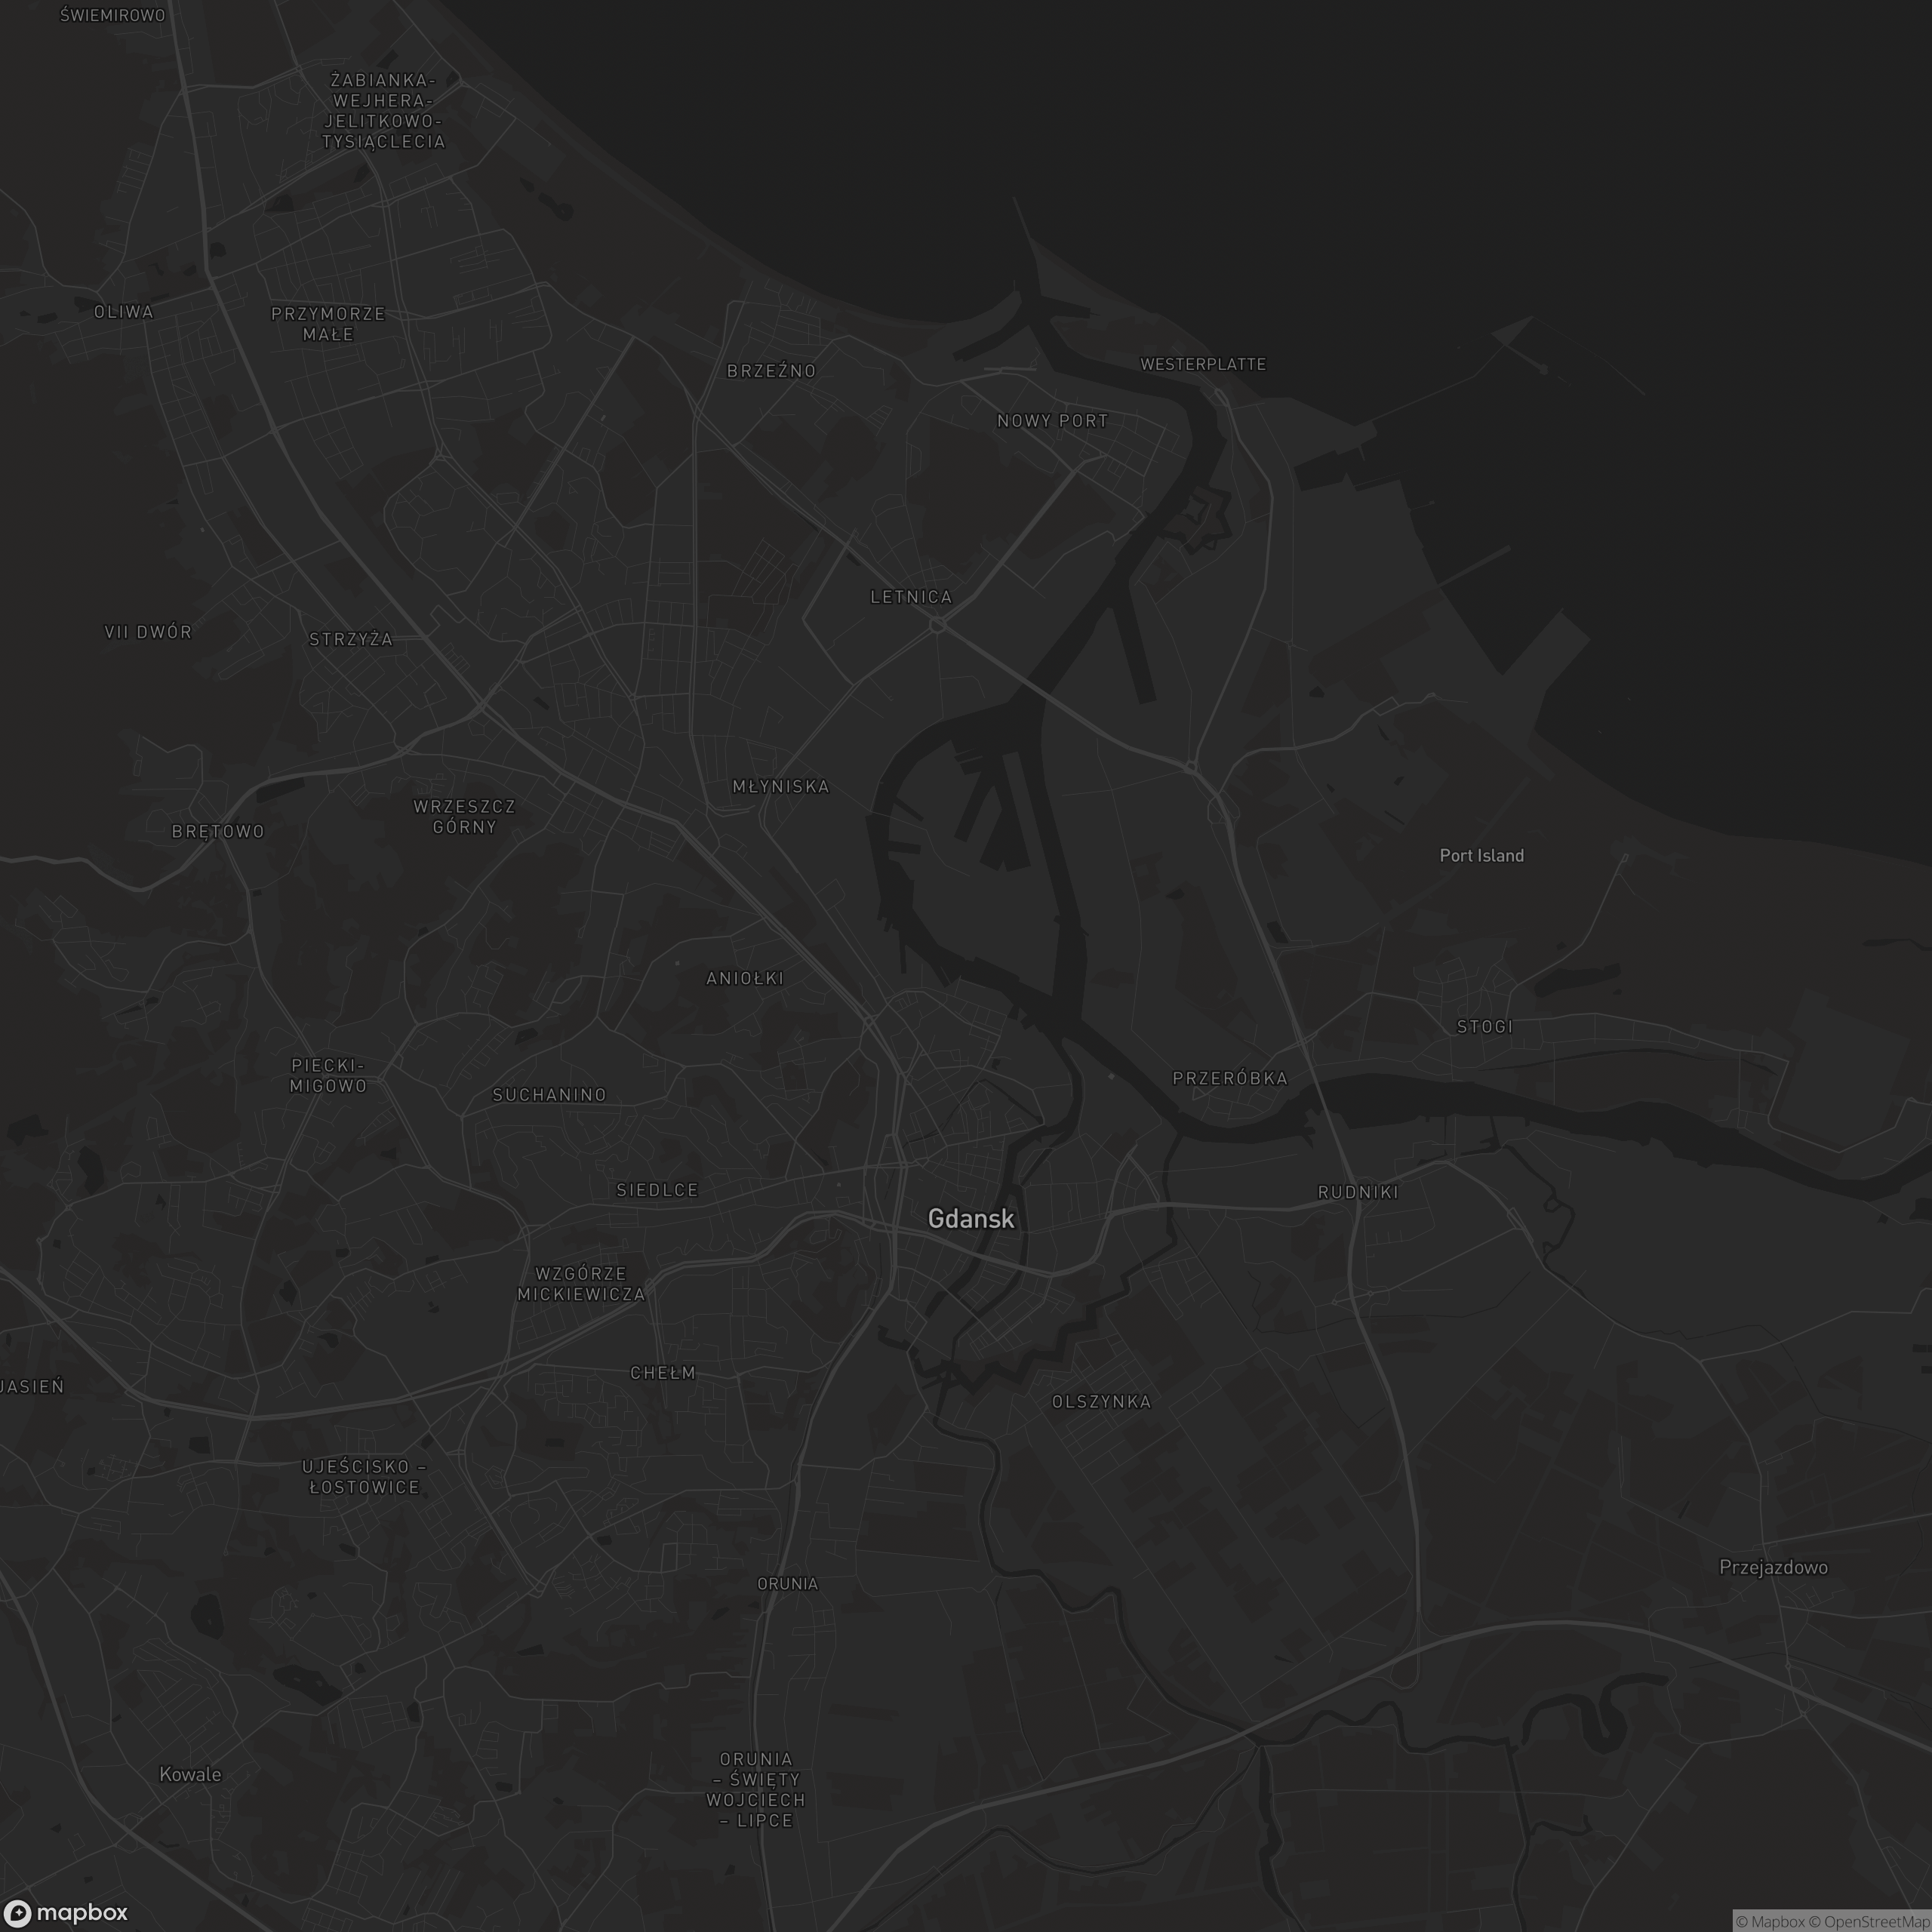 ŚWIEMIROWO
ŻABIANKA-
WEJHERA-
JELITKOWO-
TYSIĄCLECIA
OLIWA
PRZYMORZE
MAŁE
BRZEŹNO
WESTERPLATTE
NOWY PORT
LETNICA
VII DWÓR
STRZYŻA
MŁYNISKA
WRZESZCZ
GÓRNY
BRĘTOWO
Port Island
ANIOŁKI
STOGI
PIECKI-
MIGOWO
SUCHANINO
PRZERÓBKA
SIEDLCE
RUDNIKI
Gdansk
WZGÓRZE
MICKIEWICZA
CHEŁM
JASIEŃ
OLSZYNKA
UJEŚCISKO –
ŁOSTOWICE
Przejazdowo
ORUNIA
ORUNIA
– ŚWIĘTY
WOJCIECH
– LIPCE
Kowale
mapbox
© Mapbox © OpenStreetMap